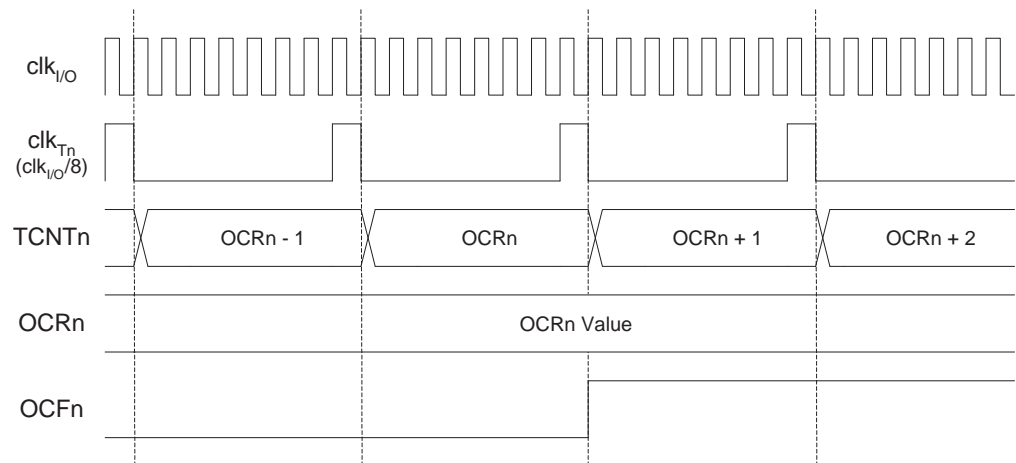 clkI/O
clkTn
(clkI/O/8)
TCNTn
OCRn - 1
OCRn
OCRn + 1
OCRn + 2
OCRn
OCRn Value
OCFn